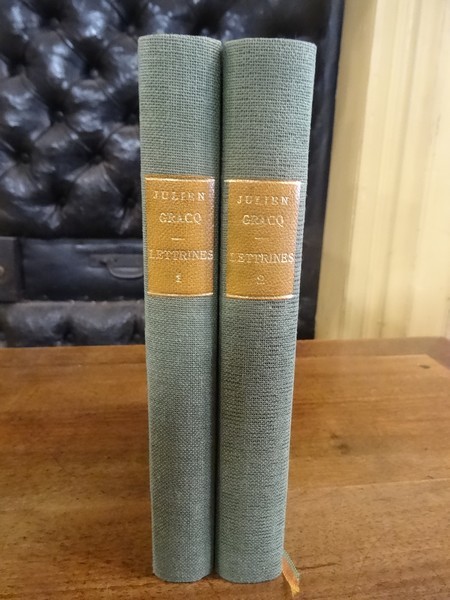 JULIEN
GRACQ
LETTRINES
1
JULIEN
GRACQ
LETTRINES
2